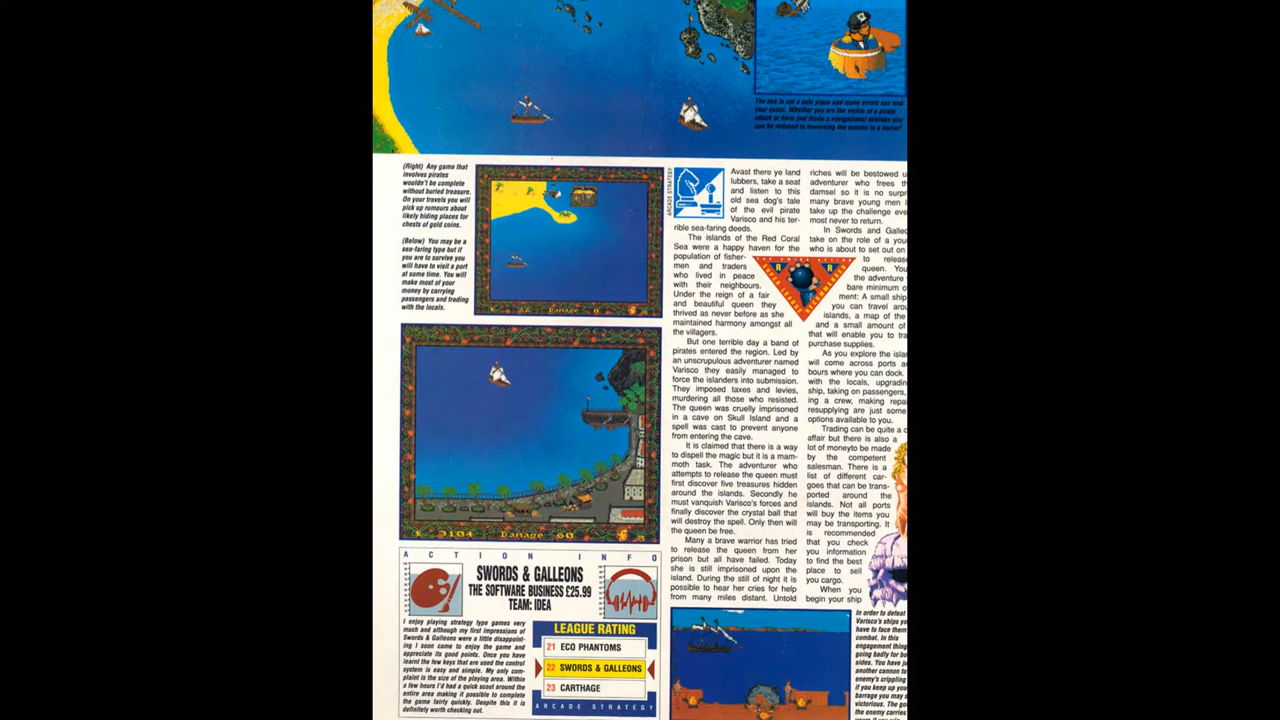 The sea is not a safe place and many errors can end
your quest. Whether you are the victim of a pirate
attack or have just made a navigational mistake you
can be reduced to traversing the oceans in a barrel!
(Right) Any game that
involves pirates
wouldn't be complete
without buried treasure.
On your travels you will
pick up rumours about
likely hiding places for
chests of gold coins.
(Below) You may be a
sea-faring type but if
you are to survive you
will have to visit a port
at some time. You will
make most of your
money by carrying
passengers and trading
with the locals.
Damage 0
3104 Damage 60 8
ACTION INFO
SWORDS & GALLEONS
THE SOFTWARE BUSINESS £25.99
TEAM: IDEA
I enjoy playing strategy type games very
much and although my first impressions of
Swords & Galleons were a little disappoint-
ing I soon came to enjoy the game and
appreciate its good points. Once you have
learnt the few keys that are used the control
system is easy and simple. My only com-
plaint is the size of the playing area. Within
a few hours I'd had a quick scout around the
entire area making it possible to complete
the game fairly quickly. Despite this it is
definitely worth checking out.
LEAGUE RATING
21 ECO PHANTOMS
22 SWORDS & GALLEONS
23 CARTHAGE
ARCADE STRATEGY
ARCADE STRATEGY
Avast there ye land
lubbers, take a seat
and listen to this
old sea dog's tale
of the evil pirate
Varisco and his ter-
rible sea-faring deeds.
The islands of the Red Coral
Sea were a happy haven for the
population of fisher-
men and traders
who lived in peace
with their neighbours.
Under the reign of a fair
and beautiful queen they
thrived as never before as she
maintained harmony amongst all
the villagers.
But one terrible day a band of
pirates entered the region. Led by
an unscrupulous adventurer named
Varisco they easily managed to
force the islanders into submission.
They imposed taxes and levies,
murdering all those who resisted.
The queen was cruelly imprisoned
in a cave on Skull Island and a
spell was cast to prevent anyone
from entering the cave.
It is claimed that there is a way
to dispell the magic but it is a mam-
moth task. The adventurer who
attempts to release the queen must
first discover five treasures hidden
around the islands. Secondly he
must vanquish Varisco's forces and
finally discover the crystal ball that
will destroy the spell. Only then will
the queen be free.
Many a brave warrior has tried
to release the queen from her
prison but all have failed. Today
she is still imprisoned upon the
island. During the still of night it is
possible to hear her cries for help
from many miles distant. Untold
R R
riches will be bestowed u
adventurer who frees th
damsel so it is no surpr
many brave young men
take up the challenge eve
most never to return.
In Swords and Galleo
take on the role of a you
who is about to set out on
to release
queen. You
the adventure
bare minimum o
ment: A small ship
you can travel aro
islands, a map of the
and a small amount of
that will enable you to tra
purchase supplies.
As you explore the isla
will come across ports a
bours where you can dock.
with the locals, upgradin
ship, taking on passengers,
ing a crew, making repa
resupplying are just some
options available to you.
Trading can be quite a c
affair but there is also a
lot of moneyto be made
by the competent
salesman. There is a
list of different car-
goes that can be trans-
ported around the
islands. Not all ports
will buy the items you
may be transporting. It
is recommended
that you check
you information
to find the best
place to sell
you cargo.
When you
begin your ship
In order to defeat
Varisco's ships yo
have to face them
combat. In this
engagement thing
going badly for bo
sides. You have ju
another cannon to
enemy's crippling
if you keep up you
barrage you may s
victorious. The go
the enemy carries